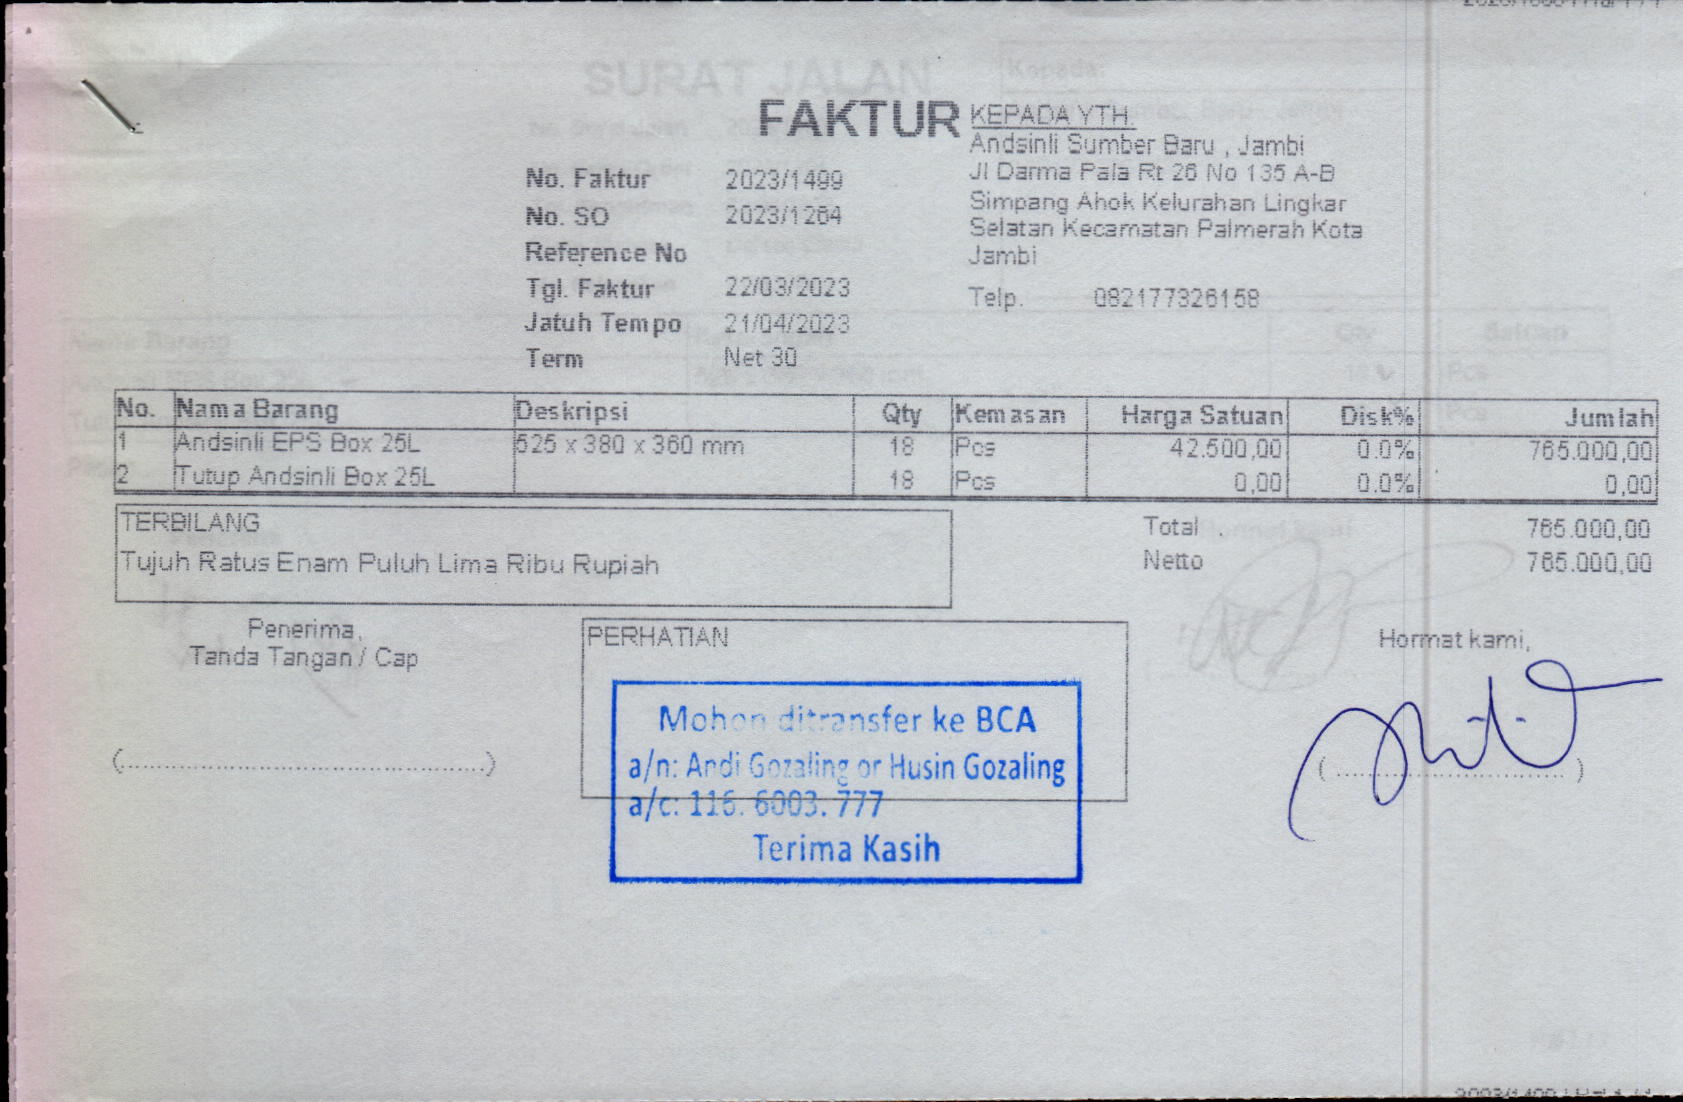 FAKTUR
KEPADA YTH.
Andsinli Sumber Baru , Jambi
Jl Darma Pala Rt 26 No 135 A-B
Simpang Ahok Kelurahan Lingkar
Selatan Kecamatan Palmerah Kota
Jambi
Telp. 082177326158
No. Faktur 2023/1499
No. SO 2023/1264
Reference No
Tgl. Faktur 22/03/2023
Jatuh Tempo 21/04/2023
Term Net 30
No. Nama Barang Deskripsi Qty Kemasan Harga Satuan Disk% Jumlah
1 Andsinli EPS Box 25L 525 x 380 x 360 mm 18 Pcs 42.500,00 0.0% 765.000,00
2 Tutup Andsinli Box 25L 18 Pcs 0,00 0.0% 0,00
TERBILANG
Tujuh Ratus Enam Puluh Lima Ribu Rupiah
Total 765.000,00
Netto 765.000,00
Penerima,
Tanda Tangan / Cap
PERHATIAN
Mohon ditransfer ke BCA
a/n: Andi Gozaling or Husin Gozaling
a/c: 116. 6003. 777
Terima Kasih
Hormat kami,
SURAT JALAN
Kepada: